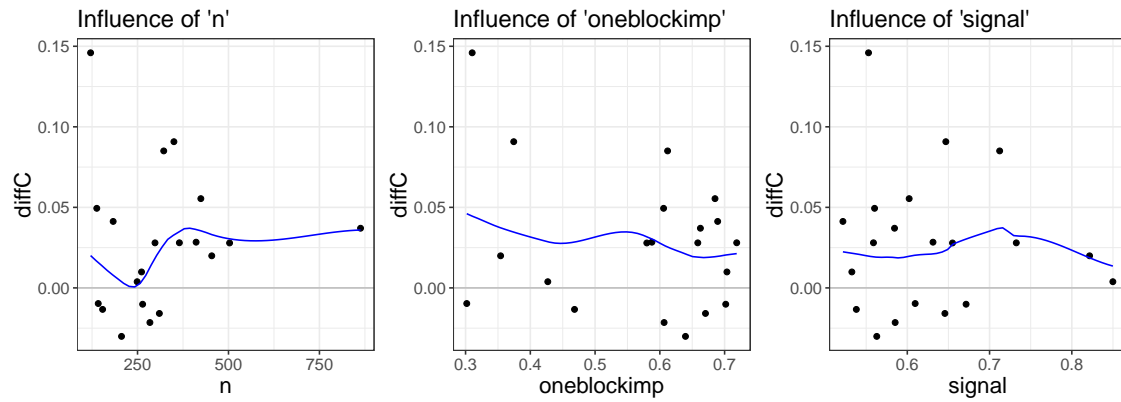 Influence of 'n'
diffC
0.15
0.10
0.05
0.00
250
500
750
n
Influence of 'oneblockimp'
diffC
0.15
0.10
0.05
0.00
0.3
0.4
0.5
0.6
0.7
oneblockimp
Influence of 'signal'
diffC
0.15
0.10
0.05
0.00
0.6
0.7
0.8
signal